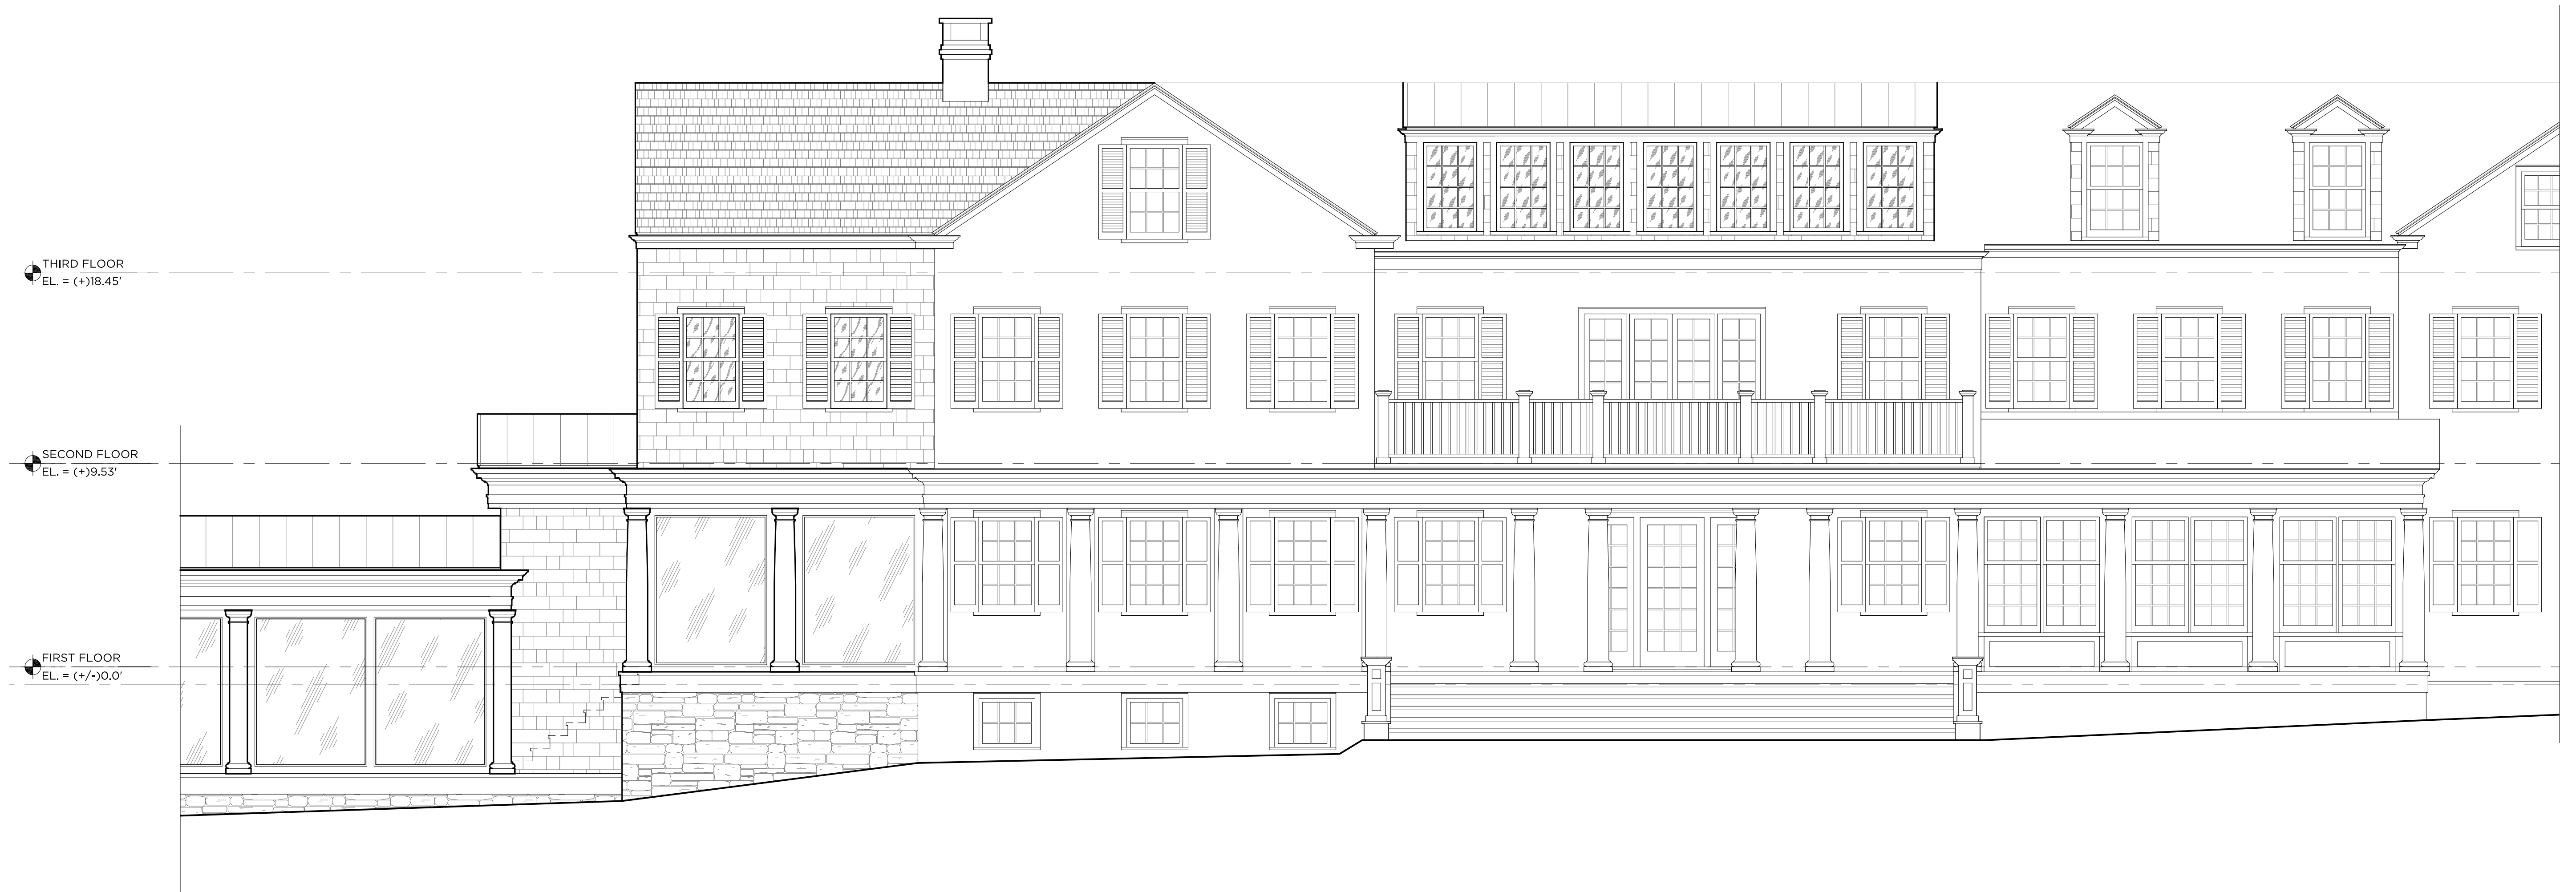 THIRD FLOOR
EL. = (+)18.45'
SECOND FLOOR
EL. = (+)9.53'
FIRST FLOOR
EL. = (+/-)0.0'